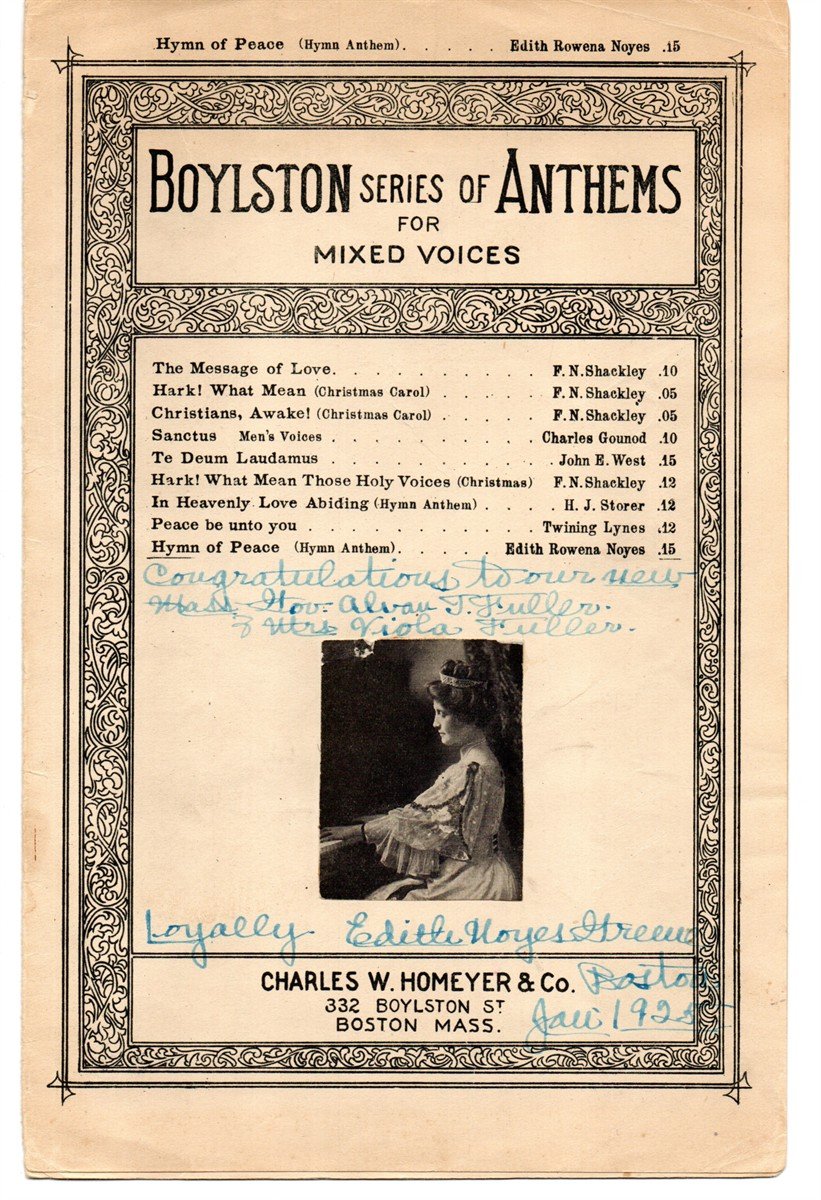 Hymn of Peace (Hymn Anthem). . . . . Edith Rowena Noyes .15
BOYLSTON SERIES OF ANTHEMS
FOR
MIXED VOICES
The Message of Love. . . . . . . . . . . F. N. Shackley .10
Hark! What Mean (Christmas Carol) . . . . . F. N. Shackley .05
Christians, Awake! (Christmas Carol) . . . . . F. N. Shackley .05
Sanctus Men's Voices . . . . . . . . . . Charles Gounod .10
Te Deum Laudamus . . . . . . . . . . . John E. West .15
Hark! What Mean Those Holy Voices (Christmas) F. N. Shackley .12
In Heavenly Love Abiding (Hymn Anthem) . . . . H. J. Storer .12
Peace be unto you . . . . . . . . . . . Twining Lynes .12
Hymn of Peace (Hymn Anthem). . . . . Edith Rowena Noyes .15
Congratulations to our new
Mass. Gov. Alvan T. Fuller.
& Mrs Viola Fuller.
Loyally Edith Noyes Greene
CHARLES W. HOMEYER & CO. Boston
332 BOYLSTON ST
BOSTON MASS.
Jan 1925